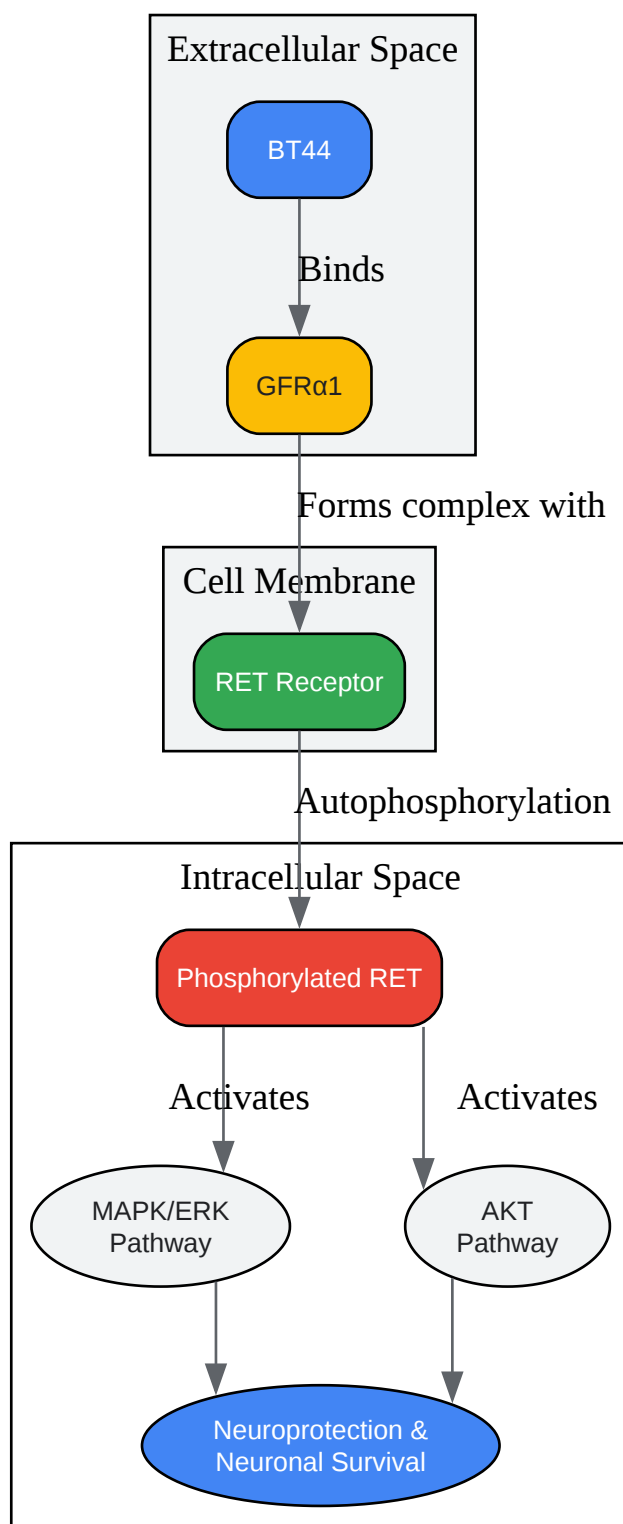 Extracellular Space
BT44
Binds
GFRα1
Forms complex with
Cell Membrane
RET Receptor
Autophosphorylation
Intracellular Space
Phosphorylated RET
Activates
Activates
MAPK/ERK
Pathway
AKT
Pathway
Neuroprotection &
Neuronal Survival